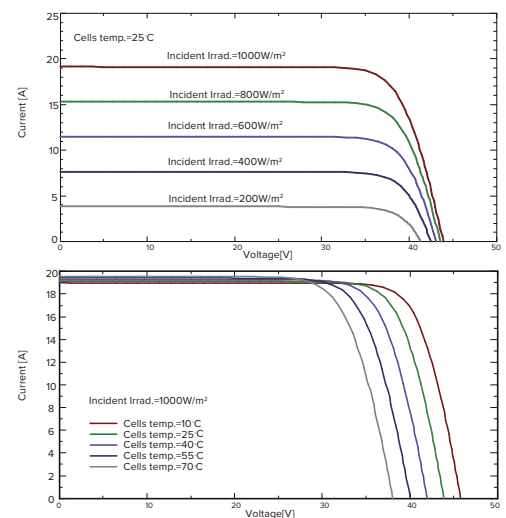 25
Cells temp.=25°C
Incident Irrad.=1000W/m²
20
Incident Irrad.=800W/m²
15
Incident Irrad.=600W/m²
10
Incident Irrad.=400W/m²
5
Incident Irrad.=200W/m²
0
Current [A]
0 10 20 30 40 50
Voltage[V]
20
18
16
14
12
10
8
6
4
2
0
Current [A]
Incident Irrad.=1000W/m²
Cells temp.=10°C
Cells temp.=25°C
Cells temp.=40°C
Cells temp.=55°C
Cells temp.=70°C
0 10 20 30 40 50
Voltage[V]